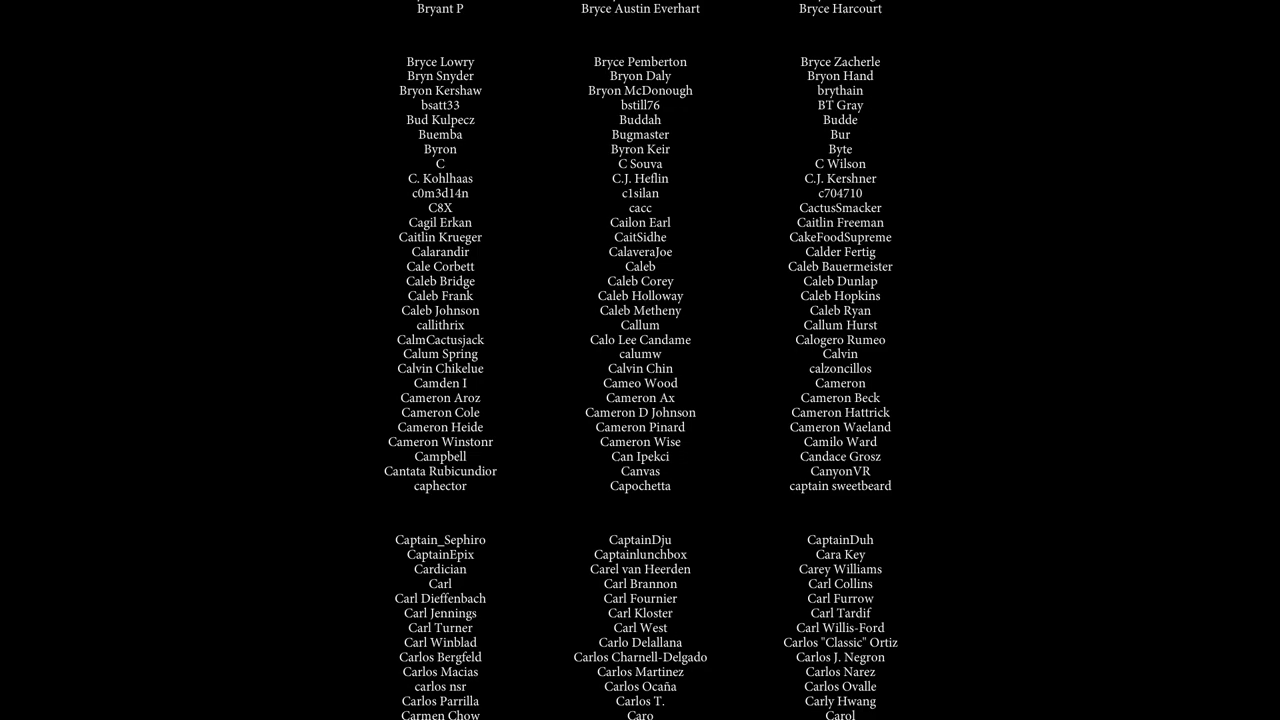 Bryant P Bryce Austin Everhart Bryce Harcourt
Bryce Lowry Bryce Pemberton Bryce Zacherle
Bryn Snyder Bryon Daly Bryon Hand
Bryon Kershaw Bryon McDonough brythain
bsatt33 bstill76 BT Gray
Bud Kulpecz Buddah Budde
Buemba Bugmaster Bur
Byron Byron Keir Byte
C C Souva C Wilson
C. Kohlhaas C.J. Heflin C.J. Kershner
c0m3d14n c1silan c704710
C8X cacc CactusSmacker
Cagil Erkan Cailon Earl Caitlin Freeman
Caitlin Krueger CaitSidhe CakeFoodSupreme
Calarandir CalaveraJoe Calder Fertig
Cale Corbett Caleb Caleb Bauermeister
Caleb Bridge Caleb Corey Caleb Dunlap
Caleb Frank Caleb Holloway Caleb Hopkins
Caleb Johnson Caleb Metheny Caleb Ryan
callithrix Callum Callum Hurst
CalmCactusjack Calo Lee Candame Calogero Rumeo
Calum Spring calumw Calvin
Calvin Chikelue Calvin Chin calzoncillos
Camden I Cameo Wood Cameron
Cameron Aroz Cameron Ax Cameron Beck
Cameron Cole Cameron D Johnson Cameron Hattrick
Cameron Heide Cameron Pinard Cameron Waeland
Cameron Winstonr Cameron Wise Camilo Ward
Campbell Can Ipekci Candace Grosz
Cantata Rubicundior Canvas CanyonVR
caphector Capochetta captain sweetbeard
Captain_Sephiro CaptainDju CaptainDuh
CaptainEpix Captainlunchbox Cara Key
Cardician Carel van Heerden Carey Williams
Carl Carl Brannon Carl Collins
Carl Dieffenbach Carl Fournier Carl Furrow
Carl Jennings Carl Kloster Carl Tardif
Carl Turner Carl West Carl Willis-Ford
Carl Winblad Carlo Delallana Carlos "Classic" Ortiz
Carlos Bergfeld Carlos Charnell-Delgado Carlos J. Negron
Carlos Macias Carlos Martinez Carlos Narez
carlos nsr Carlos Ocaña Carlos Ovalle
Carlos Parrilla Carlos T. Carly Hwang
Carmen Chow Caro Carol